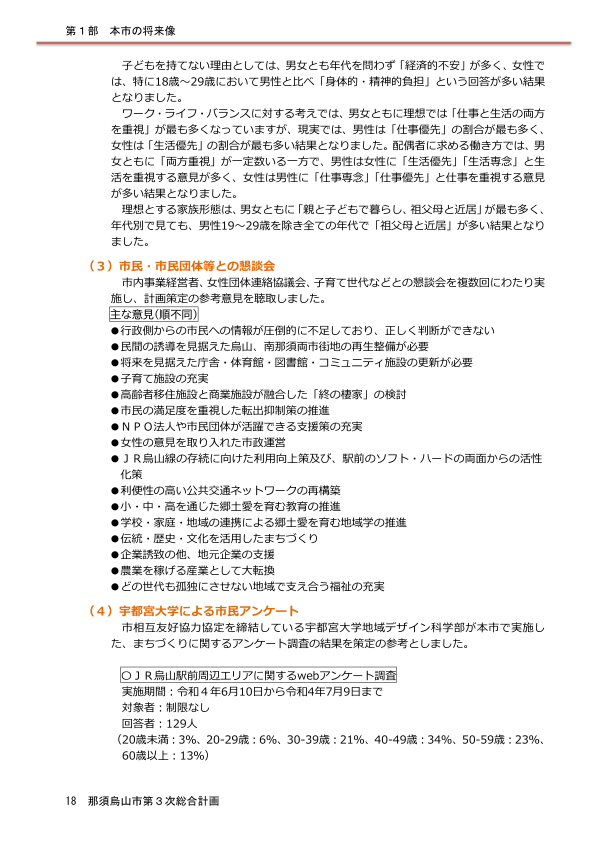 第１部　本市の将来像
子どもを持てない理由としては、男女とも年代を問わず「経済的不安」が多く、女性で
は、特に18歳～29歳において男性と比べ「身体的・精神的負担」という回答が多い結果
となりました。
ワーク・ライフ・バランスに対する考えでは、男女ともに理想では「仕事と生活の両方
を重視」が最も多くなっていますが、現実では、男性は「仕事優先」の割合が最も多く、
女性は「生活優先」の割合が最も多い結果となりました。配偶者に求める働き方では、男
女ともに「両方重視」が一定数いる一方で、男性は女性に「生活優先」「生活専念」と生
活を重視する意見が多く、女性は男性に「仕事専念」「仕事優先」と仕事を重視する意見
が多い結果となりました。
理想とする家族形態は、男女ともに「親と子どもで暮らし、祖父母と近居」が最も多く、
年代別で見ても、男性19～29歳を除き全ての年代で「祖父母と近居」が多い結果となり
ました。
（３）市民・市民団体等との懇談会
市内事業経営者、女性団体連絡協議会、子育て世代などとの懇談会を複数回にわたり実
施し、計画策定の参考意見を聴取しました。
主な意見（順不同）
●行政側からの市民への情報が圧倒的に不足しており、正しく判断ができない
●民間の誘導を見据えた烏山、南那須両市街地の再生整備が必要
●将来を見据えた庁舎・体育館・図書館・コミュニティ施設の更新が必要
●子育て施設の充実
●高齢者移住施設と商業施設が融合した「終の棲家」の検討
●市民の満足度を重視した転出抑制策の推進
●ＮＰＯ法人や市民団体が活躍できる支援策の充実
●女性の意見を取り入れた市政運営
●ＪＲ烏山線の存続に向けた利用向上策及び、駅前のソフト・ハードの両面からの活性
化策
●利便性の高い公共交通ネットワークの再構築
●小・中・高を通じた郷土愛を育む教育の推進
●学校・家庭・地域の連携による郷土愛を育む地域学の推進
●伝統・歴史・文化を活用したまちづくり
●企業誘致の他、地元企業の支援
●農業を稼げる産業として大転換
●どの世代も孤独にさせない地域で支え合う福祉の充実
（４）宇都宮大学による市民アンケート
市相互友好協力協定を締結している宇都宮大学地域デザイン科学部が本市で実施し
た、まちづくりに関するアンケート調査の結果を策定の参考としました。
〇ＪＲ烏山駅前周辺エリアに関するwebアンケート調査
実施期間：令和４年6月10日から令和4年7月9日まで
対象者：制限なし
回答者：129人
（20歳未満：3%、20-29歳：6%、30-39歳：21%、40-49歳：34%、50-59歳：23%、
60歳以上：13%）
18　那須烏山市第３次総合計画